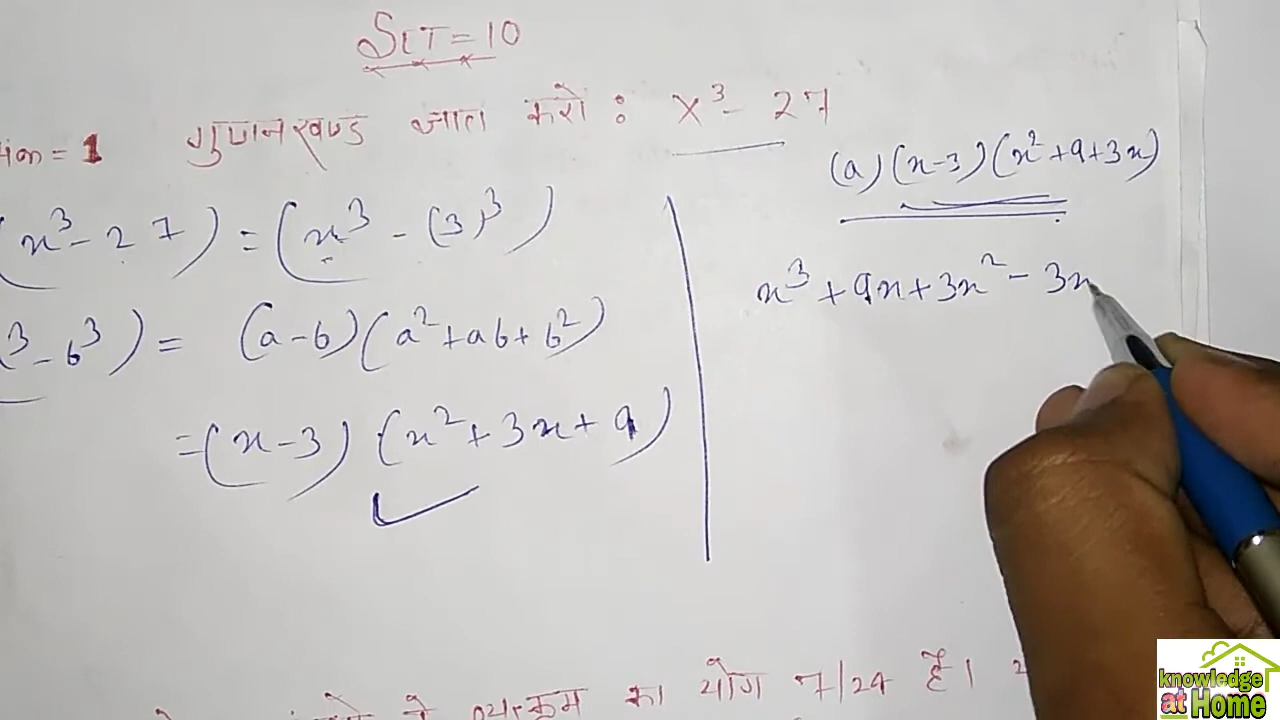 SET = 10
= 1 गुणनखण्ड ज्ञात करो : x³ - 27
(a) (x-3)(x²+9+3x)
(x³ - 27) = (x³ - (3)³)
³ - b³) = (a-b)(a²+ab+b²)
= (x-3) (x²+3x+9)
x³ + 9x + 3x² - 3x
का योग 7/24 है।
knowledge
at Home